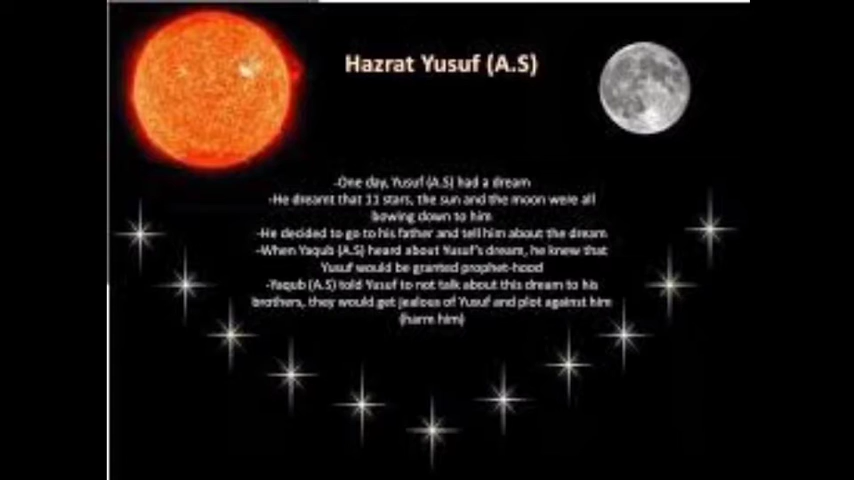 Hazrat Yusuf (A.S)
-One day, Yusuf (A.S) had a dream
-He dreamt that 11 stars, the sun and the moon were all
bowing down to him
-He decided to go to his father and tell him about the dream
-When Yaqub (A.S) heard about Yusuf's dream, he knew that
Yusuf would be granted prophet-hood
-Yaqub (A.S) told Yusuf to not talk about this dream to his
brothers, they would get jealous of Yusuf and plot against him
(harm him)